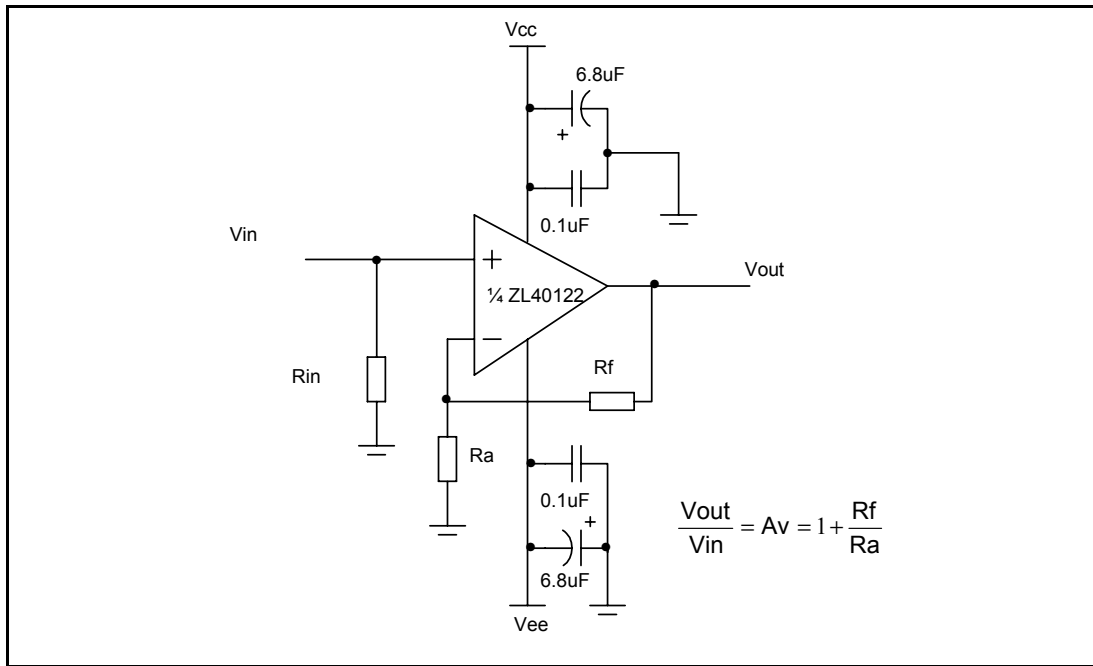 Vcc
6.8uF
+
0.1uF
Vin
+
Vout
¼ ZL40122
−
Rf
Rin
Ra
0.1uF
+
6.8uF
Vee
Vout/Vin = Av = 1 + Rf/Ra